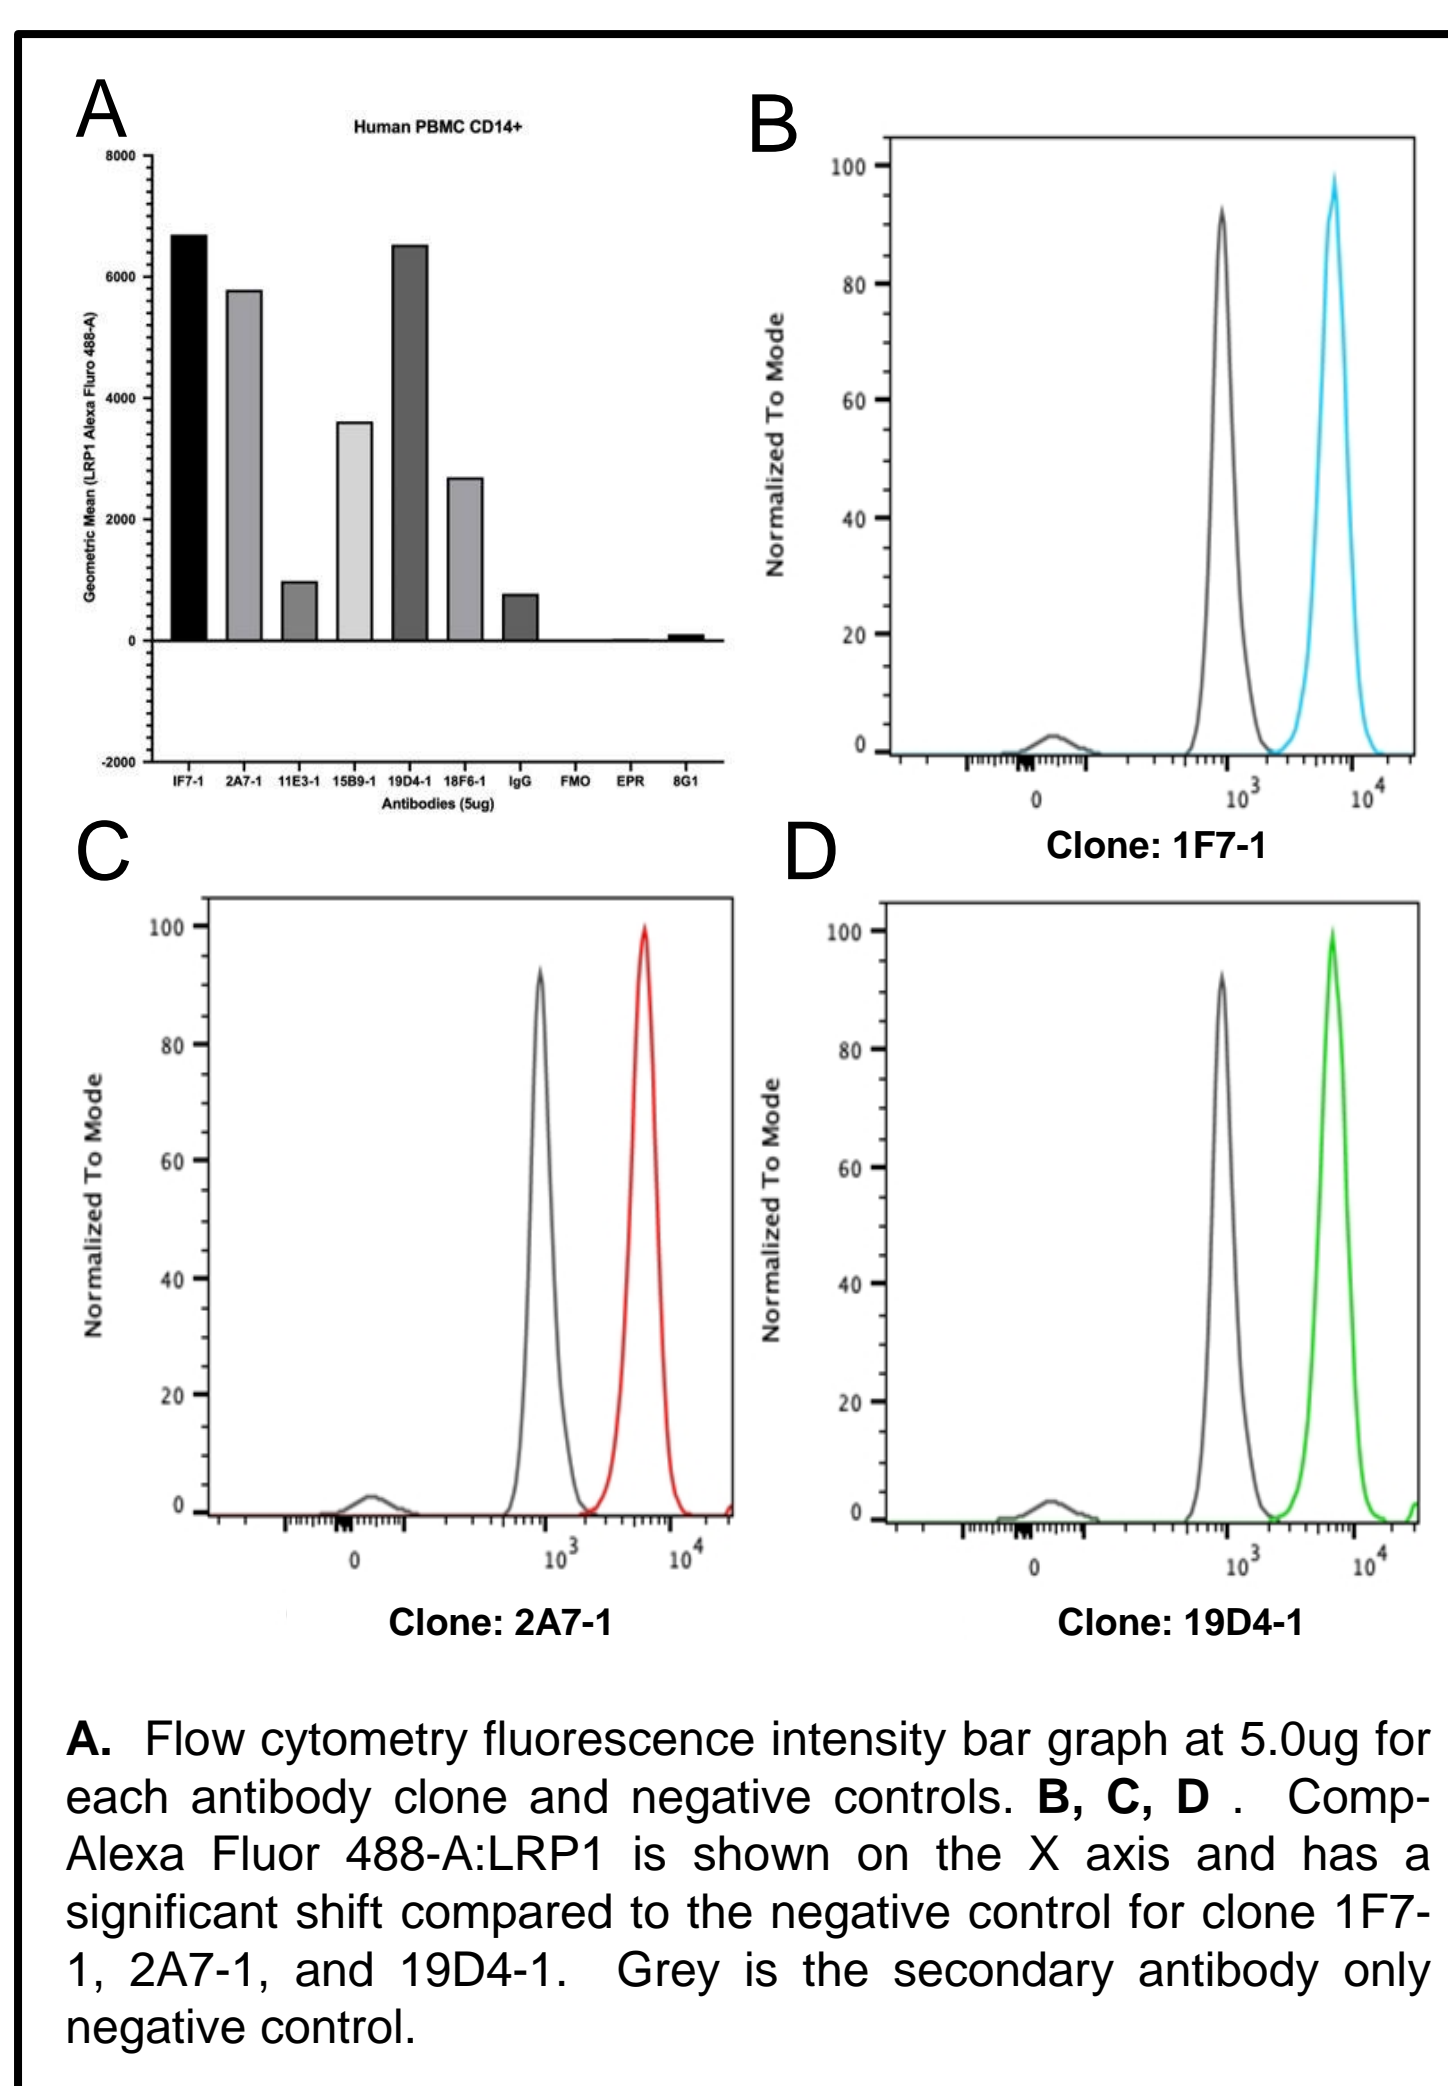 A
Human PBMC CD14+
8000
6000
4000
2000
0
-2000
Geometric Mean (LRP1 Alexa Fluro 488-A)
IF7-1 2A7-1 11E3-1 15B9-1 19D4-1 18F6-1 IgG FMO EPR 8G1
Antibodies (5ug)
B
100
80
60
40
20
0
Normalized To Mode
0 10³ 10⁴
Clone: 1F7-1
C
100
80
60
40
20
0
Normalized To Mode
0 10³ 10⁴
Clone: 2A7-1
D
100
80
60
40
20
0
Normalized To Mode
0 10³ 10⁴
Clone: 19D4-1
A. Flow cytometry fluorescence intensity bar graph at 5.0ug for
each antibody clone and negative controls. B, C, D . Comp-
Alexa Fluor 488-A:LRP1 is shown on the X axis and has a
significant shift compared to the negative control for clone 1F7-
1, 2A7-1, and 19D4-1. Grey is the secondary antibody only
negative control.